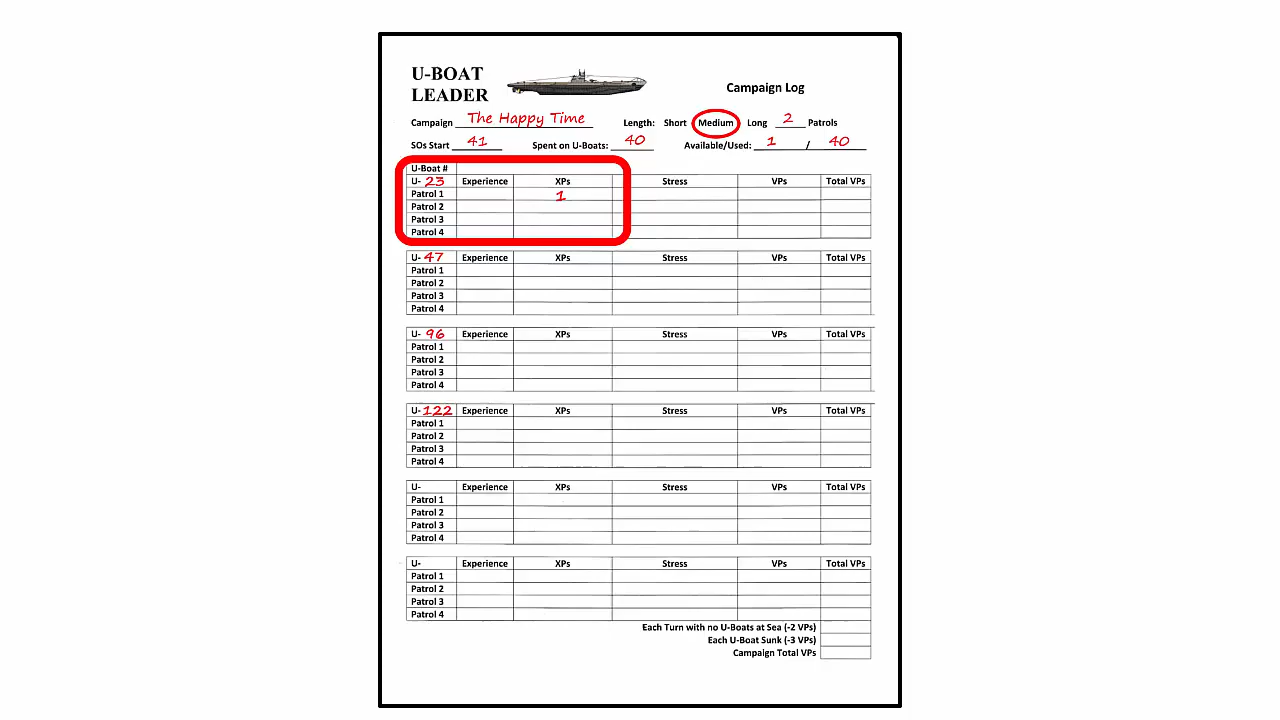 U-BOAT
LEADER
Campaign Log
Campaign The Happy Time Length: Short Medium Long 2 Patrols
SOs Start 41 Spent on U-Boats: 40 Available/Used: 1 / 40
U-Boat #
U- 23 Experience XPs Stress VPs Total VPs
Patrol 1 1
Patrol 2
Patrol 3
Patrol 4
U- 47 Experience XPs Stress VPs Total VPs
Patrol 1
Patrol 2
Patrol 3
Patrol 4
U- 96 Experience XPs Stress VPs Total VPs
Patrol 1
Patrol 2
Patrol 3
Patrol 4
U- 122 Experience XPs Stress VPs Total VPs
Patrol 1
Patrol 2
Patrol 3
Patrol 4
U- Experience XPs Stress VPs Total VPs
Patrol 1
Patrol 2
Patrol 3
Patrol 4
U- Experience XPs Stress VPs Total VPs
Patrol 1
Patrol 2
Patrol 3
Patrol 4
Each Turn with no U-Boats at Sea (-2 VPs)
Each U-Boat Sunk (-3 VPs)
Campaign Total VPs